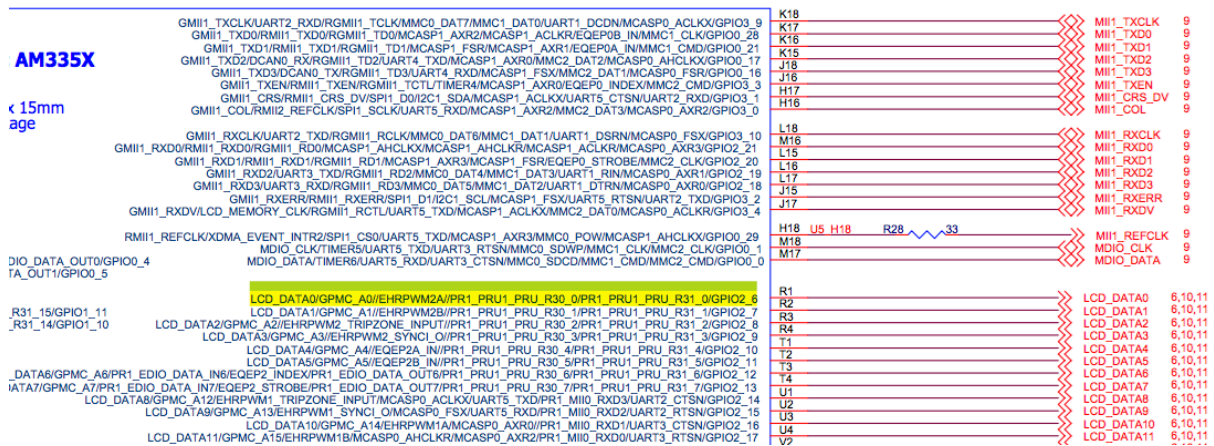 AM335X
x 15mm
age
GMII1_TXCLK/UART2_RXD/RGMII1_TCLK/MMC0_DAT7/MMC1_DAT0/UART1_DCDN/MCASP0_ACLKX/GPIO3_9 K18 MII1_TXCLK 9
GMII1_TXD0/RMII1_TXD0/RGMII1_TD0/MCASP1_AXR2/MCASP1_ACLKR/EQEP0B_IN/MMC1_CLK/GPIO0_28 K17 MII1_TXD0 9
GMII1_TXD1/RMII1_TXD1/RGMII1_TD1/MCASP1_FSR/MCASP1_AXR1/EQEP0A_IN/MMC1_CMD/GPIO0_21 K16 MII1_TXD1 9
GMII1_TXD2/DCAN0_RX/RGMII1_TD2/UART4_TXD/MCASP1_AXR0/MMC2_DAT2/MCASP0_AHCLKX/GPIO0_17 K15 MII1_TXD2 9
GMII1_TXD3/DCAN0_TX/RGMII1_TD3/UART4_RXD/MCASP1_FSX/MMC2_DAT1/MCASP0_FSR/GPIO0_16 J18 MII1_TXD3 9
GMII1_TXEN/RMII1_TXEN/RGMII1_TCTL/TIMER4/MCASP1_AXR0/EQEP0_INDEX/MMC2_CMD/GPIO3_3 J16 MII1_TXEN 9
GMII1_CRS/RMII1_CRS_DV/SPI1_D0/I2C1_SDA/MCASP1_ACLKX/UART5_CTSN/UART2_RXD/GPIO3_1 H17 MII1_CRS_DV 9
GMII1_COL/RMII2_REFCLK/SPI1_SCLK/UART5_RXD/MCASP1_AXR2/MMC2_DAT3/MCASP0_AXR2/GPIO3_0 H16 MII1_COL 9
GMII1_RXCLK/UART2_TXD/RGMII1_RCLK/MMC0_DAT6/MMC1_DAT1/UART1_DSRN/MCASP0_FSX/GPIO3_10 L18 MII1_RXCLK 9
GMII1_RXD0/RMII1_RXD0/RGMII1_RD0/MCASP1_AHCLKX/MCASP1_AHCLKR/MCASP1_ACLKR/MCASP0_AXR3/GPIO2_21 M16 MII1_RXD0 9
GMII1_RXD1/RMII1_RXD1/RGMII1_RD1/MCASP1_AXR3/MCASP1_FSR/EQEP0_STROBE/MMC2_CLK/GPIO2_20 L15 MII1_RXD1 9
GMII1_RXD2/UART3_TXD/RGMII1_RD2/MMC0_DAT4/MMC1_DAT3/UART1_RIN/MCASP0_AXR1/GPIO2_19 L16 MII1_RXD2 9
GMII1_RXD3/UART3_RXD/RGMII1_RD3/MMC0_DAT5/MMC1_DAT2/UART1_DTRN/MCASP0_AXR0/GPIO2_18 L17 MII1_RXD3 9
GMII1_RXERR/RMII1_RXERR/SPI1_D1/I2C1_SCL/MCASP1_FSX/UART5_RTSN/UART2_TXD/GPIO3_2 J15 MII1_RXERR 9
GMII1_RXDV/LCD_MEMORY_CLK/RGMII1_RCTL/UART5_TXD/MCASP1_ACLKX/MMC2_DAT0/MCASP0_ACLKR/GPIO3_4 J17 MII1_RXDV 9
RMII1_REFCLK/XDMA_EVENT_INTR2/SPI1_CS0/UART5_TXD/MCASP1_AXR3/MMC0_POW/MCASP1_AHCLKX/GPIO0_29 H18 U5_H18 R28 33 MII1_REFCLK 9
MDIO_CLK/TIMER5/UART5_TXD/UART3_RTSN/MMC0_SDWP/MMC1_CLK/MMC2_CLK/GPIO0_1 M18 MDIO_CLK 9
DIO_DATA_OUT0/GPIO0_4 MDIO_DATA/TIMER6/UART5_RXD/UART3_CTSN/MMC0_SDCD/MMC1_CMD/MMC2_CMD/GPIO0_0 M17 MDIO_DATA 9
TA_OUT1/GPIO0_5
LCD_DATA0/GPMC_A0//EHRPWM2A//PR1_PRU1_PRU_R30_0/PR1_PRU1_PRU_R31_0/GPIO2_6 R1 LCD_DATA0 6,10,11
R31_15/GPIO1_11 LCD_DATA1/GPMC_A1//EHRPWM2B//PR1_PRU1_PRU_R30_1/PR1_PRU1_PRU_R31_1/GPIO2_7 R2 LCD_DATA1 6,10,11
R31_14/GPIO1_10 LCD_DATA2/GPMC_A2//EHRPWM2_TRIPZONE_INPUT//PR1_PRU1_PRU_R30_2/PR1_PRU1_PRU_R31_2/GPIO2_8 R3 LCD_DATA2 6,10,11
LCD_DATA3/GPMC_A3//EHRPWM2_SYNCI_O//PR1_PRU1_PRU_R30_3/PR1_PRU1_PRU_R31_3/GPIO2_9 R4 LCD_DATA3 6,10,11
LCD_DATA4/GPMC_A4//EQEP2A_IN//PR1_PRU1_PRU_R30_4/PR1_PRU1_PRU_R31_4/GPIO2_10 T1 LCD_DATA4 6,10,11
LCD_DATA5/GPMC_A5//EQEP2B_IN//PR1_PRU1_PRU_R30_5/PR1_PRU1_PRU_R31_5/GPIO2_11 T2 LCD_DATA5 6,10,11
_DATA6/GPMC_A6/PR1_EDIO_DATA_IN6/EQEP2_INDEX/PR1_EDIO_DATA_OUT6/PR1_PRU1_PRU_R30_6/PR1_PRU1_PRU_R31_6/GPIO2_12 T3 LCD_DATA6 6,10,11
DATA7/GPMC_A7/PR1_EDIO_DATA_IN7/EQEP2_STROBE/PR1_EDIO_DATA_OUT7/PR1_PRU1_PRU_R30_7/PR1_PRU1_PRU_R31_7/GPIO2_13 T4 LCD_DATA7 6,10,11
LCD_DATA8/GPMC_A12/EHRPWM1_TRIPZONE_INPUT/MCASP0_ACLKX/UART5_TXD/PR1_MII0_RXD3/UART2_CTSN/GPIO2_14 U1 LCD_DATA8 6,10,11
LCD_DATA9/GPMC_A13/EHRPWM1_SYNCI_O/MCASP0_FSX/UART5_RXD/PR1_MII0_RXD2/UART2_RTSN/GPIO2_15 U2 LCD_DATA9 6,10,11
LCD_DATA10/GPMC_A14/EHRPWM1A/MCASP0_AXR0//PR1_MII0_RXD1/UART3_CTSN/GPIO2_16 U3 LCD_DATA10 6,10,11
LCD_DATA11/GPMC_A15/EHRPWM1B/MCASP0_AHCLKR/MCASP0_AXR2/PR1_MII0_RXD0/UART3_RTSN/GPIO2_17 U4 LCD_DATA11 6,10,11
V2